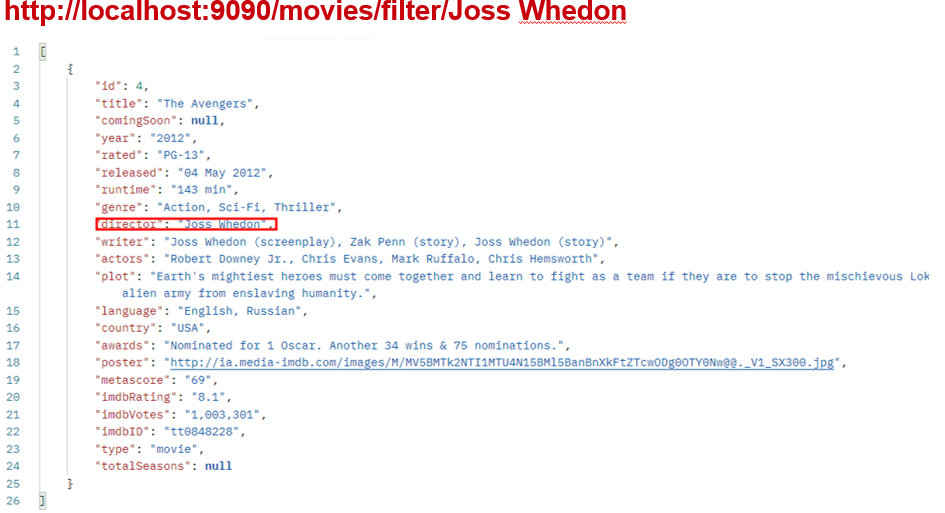 http://localhost:9090/movies/filter/Joss Whedon
1 [
2 {
3 "id": 4,
4 "title": "The Avengers",
5 "comingSoon": null,
6 "year": "2012",
7 "rated": "PG-13",
8 "released": "04 May 2012",
9 "runtime": "143 min",
10 "genre": "Action, Sci-Fi, Thriller",
11 "director": "Joss Whedon",
12 "writer": "Joss Whedon (screenplay), Zak Penn (story), Joss Whedon (story)",
13 "actors": "Robert Downey Jr., Chris Evans, Mark Ruffalo, Chris Hemsworth",
14 "plot": "Earth's mightiest heroes must come together and learn to fight as a team if they are to stop the mischievous Lok
alien army from enslaving humanity.",
15 "language": "English, Russian",
16 "country": "USA",
17 "awards": "Nominated for 1 Oscar. Another 34 wins & 75 nominations.",
18 "poster": "http://ia.media-imdb.com/images/M/MV5BMTk2NTI1MTU4N15BMl5BanBnXkFtZTcwODg0OTY0Nw@@._V1_SX300.jpg",
19 "metascore": "69",
20 "imdbRating": "8.1",
21 "imdbVotes": "1,003,301",
22 "imdbID": "tt0848228",
23 "type": "movie",
24 "totalSeasons": null
25 }
26 ]